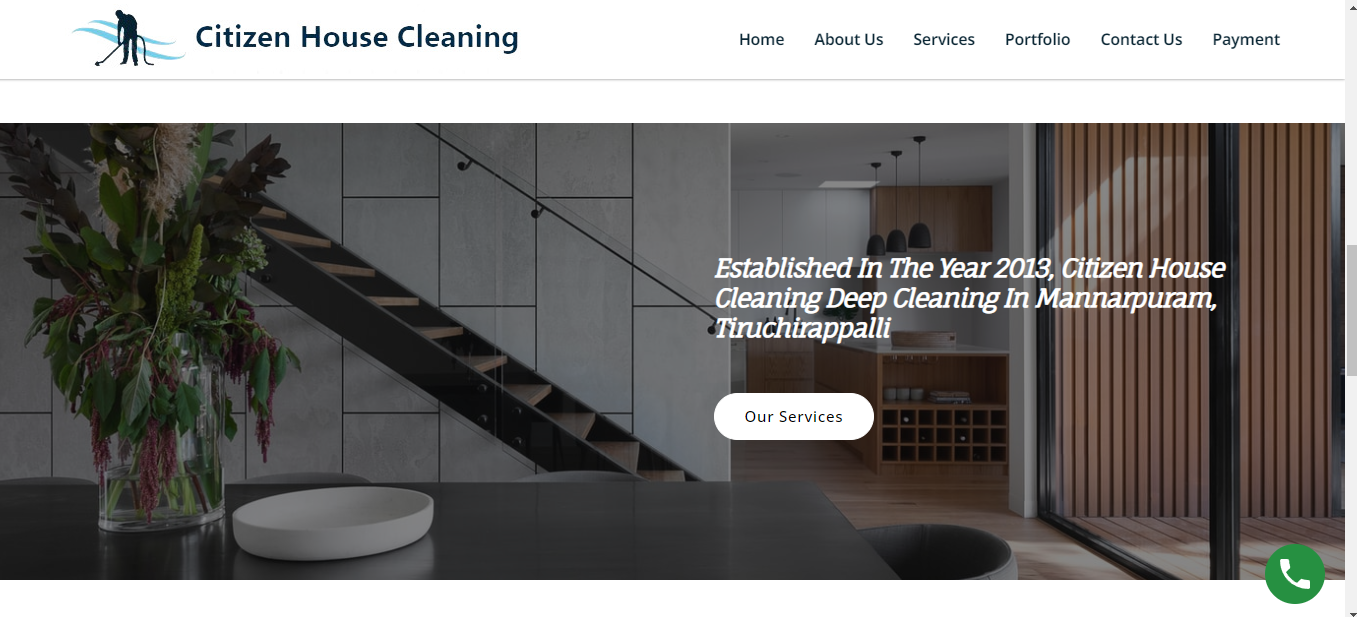 Citizen House Cleaning
Home About Us Services Portfolio Contact Us Payment
Established In The Year 2013, Citizen House
Cleaning Deep Cleaning In Mannarpuram,
Tiruchirappalli
Our Services